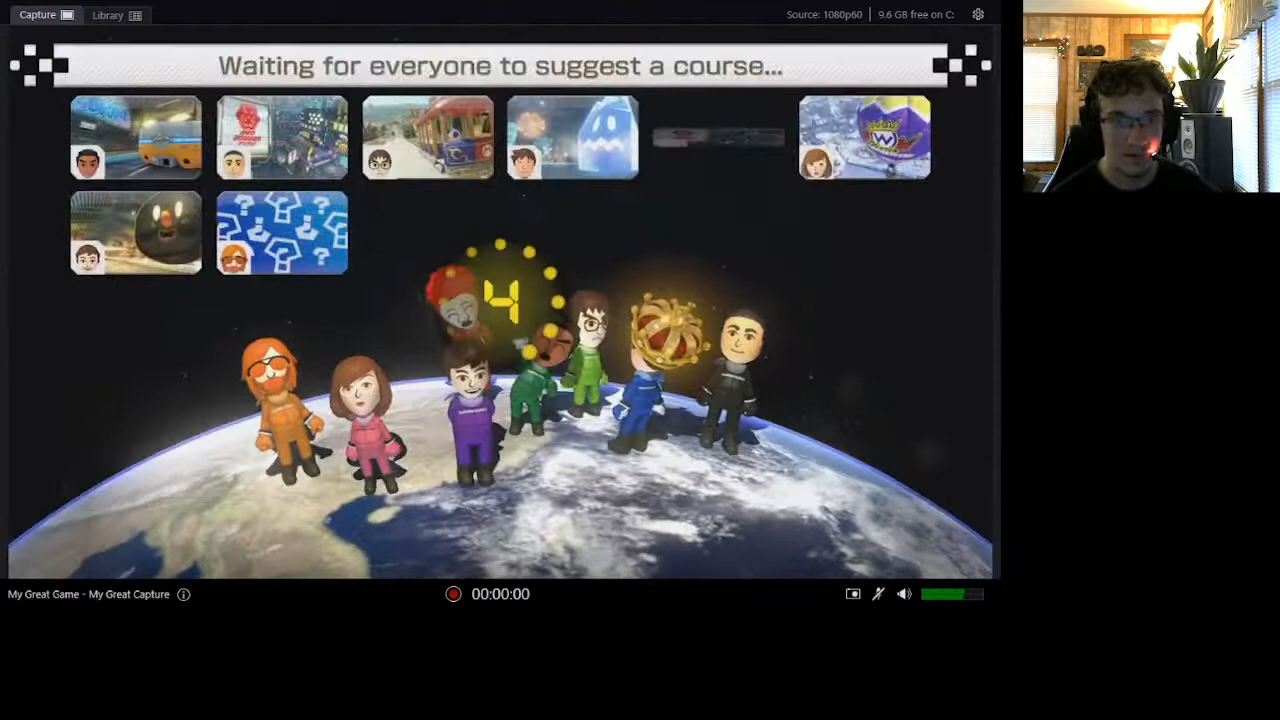 Capture
Library
Source: 1080p60
9.6 GB free on C:
Waiting for everyone to suggest a course...
4
My Great Game - My Great Capture
00:00:00